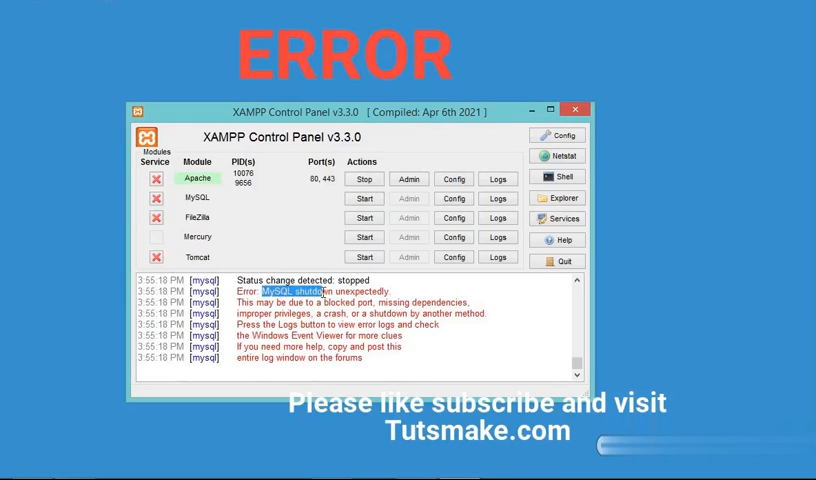 ERROR
XAMPP Control Panel v3.3.0 [ Compiled: Apr 6th 2021 ]
XAMPP Control Panel v3.3.0
Config
Modules
Service Module PID(s) Port(s) Actions
Netstat
Apache 10076 9656 80, 443 Stop Admin Config Logs
Shell
MySQL Start Admin Config Logs
Explorer
FileZilla Start Admin Config Logs
Services
Mercury Start Admin Config Logs
Help
Tomcat Start Admin Config Logs
Quit
3:55:18 PM [mysql] Status change detected: stopped
3:55:18 PM [mysql] Error: MySQL shutdown unexpectedly.
3:55:18 PM [mysql] This may be due to a blocked port, missing dependencies,
3:55:18 PM [mysql] improper privileges, a crash, or a shutdown by another method.
3:55:18 PM [mysql] Press the Logs button to view error logs and check
3:55:18 PM [mysql] the Windows Event Viewer for more clues
3:55:18 PM [mysql] If you need more help, copy and post this
3:55:18 PM [mysql] entire log window on the forums
Please like subscribe and visit
Tutsmake.com